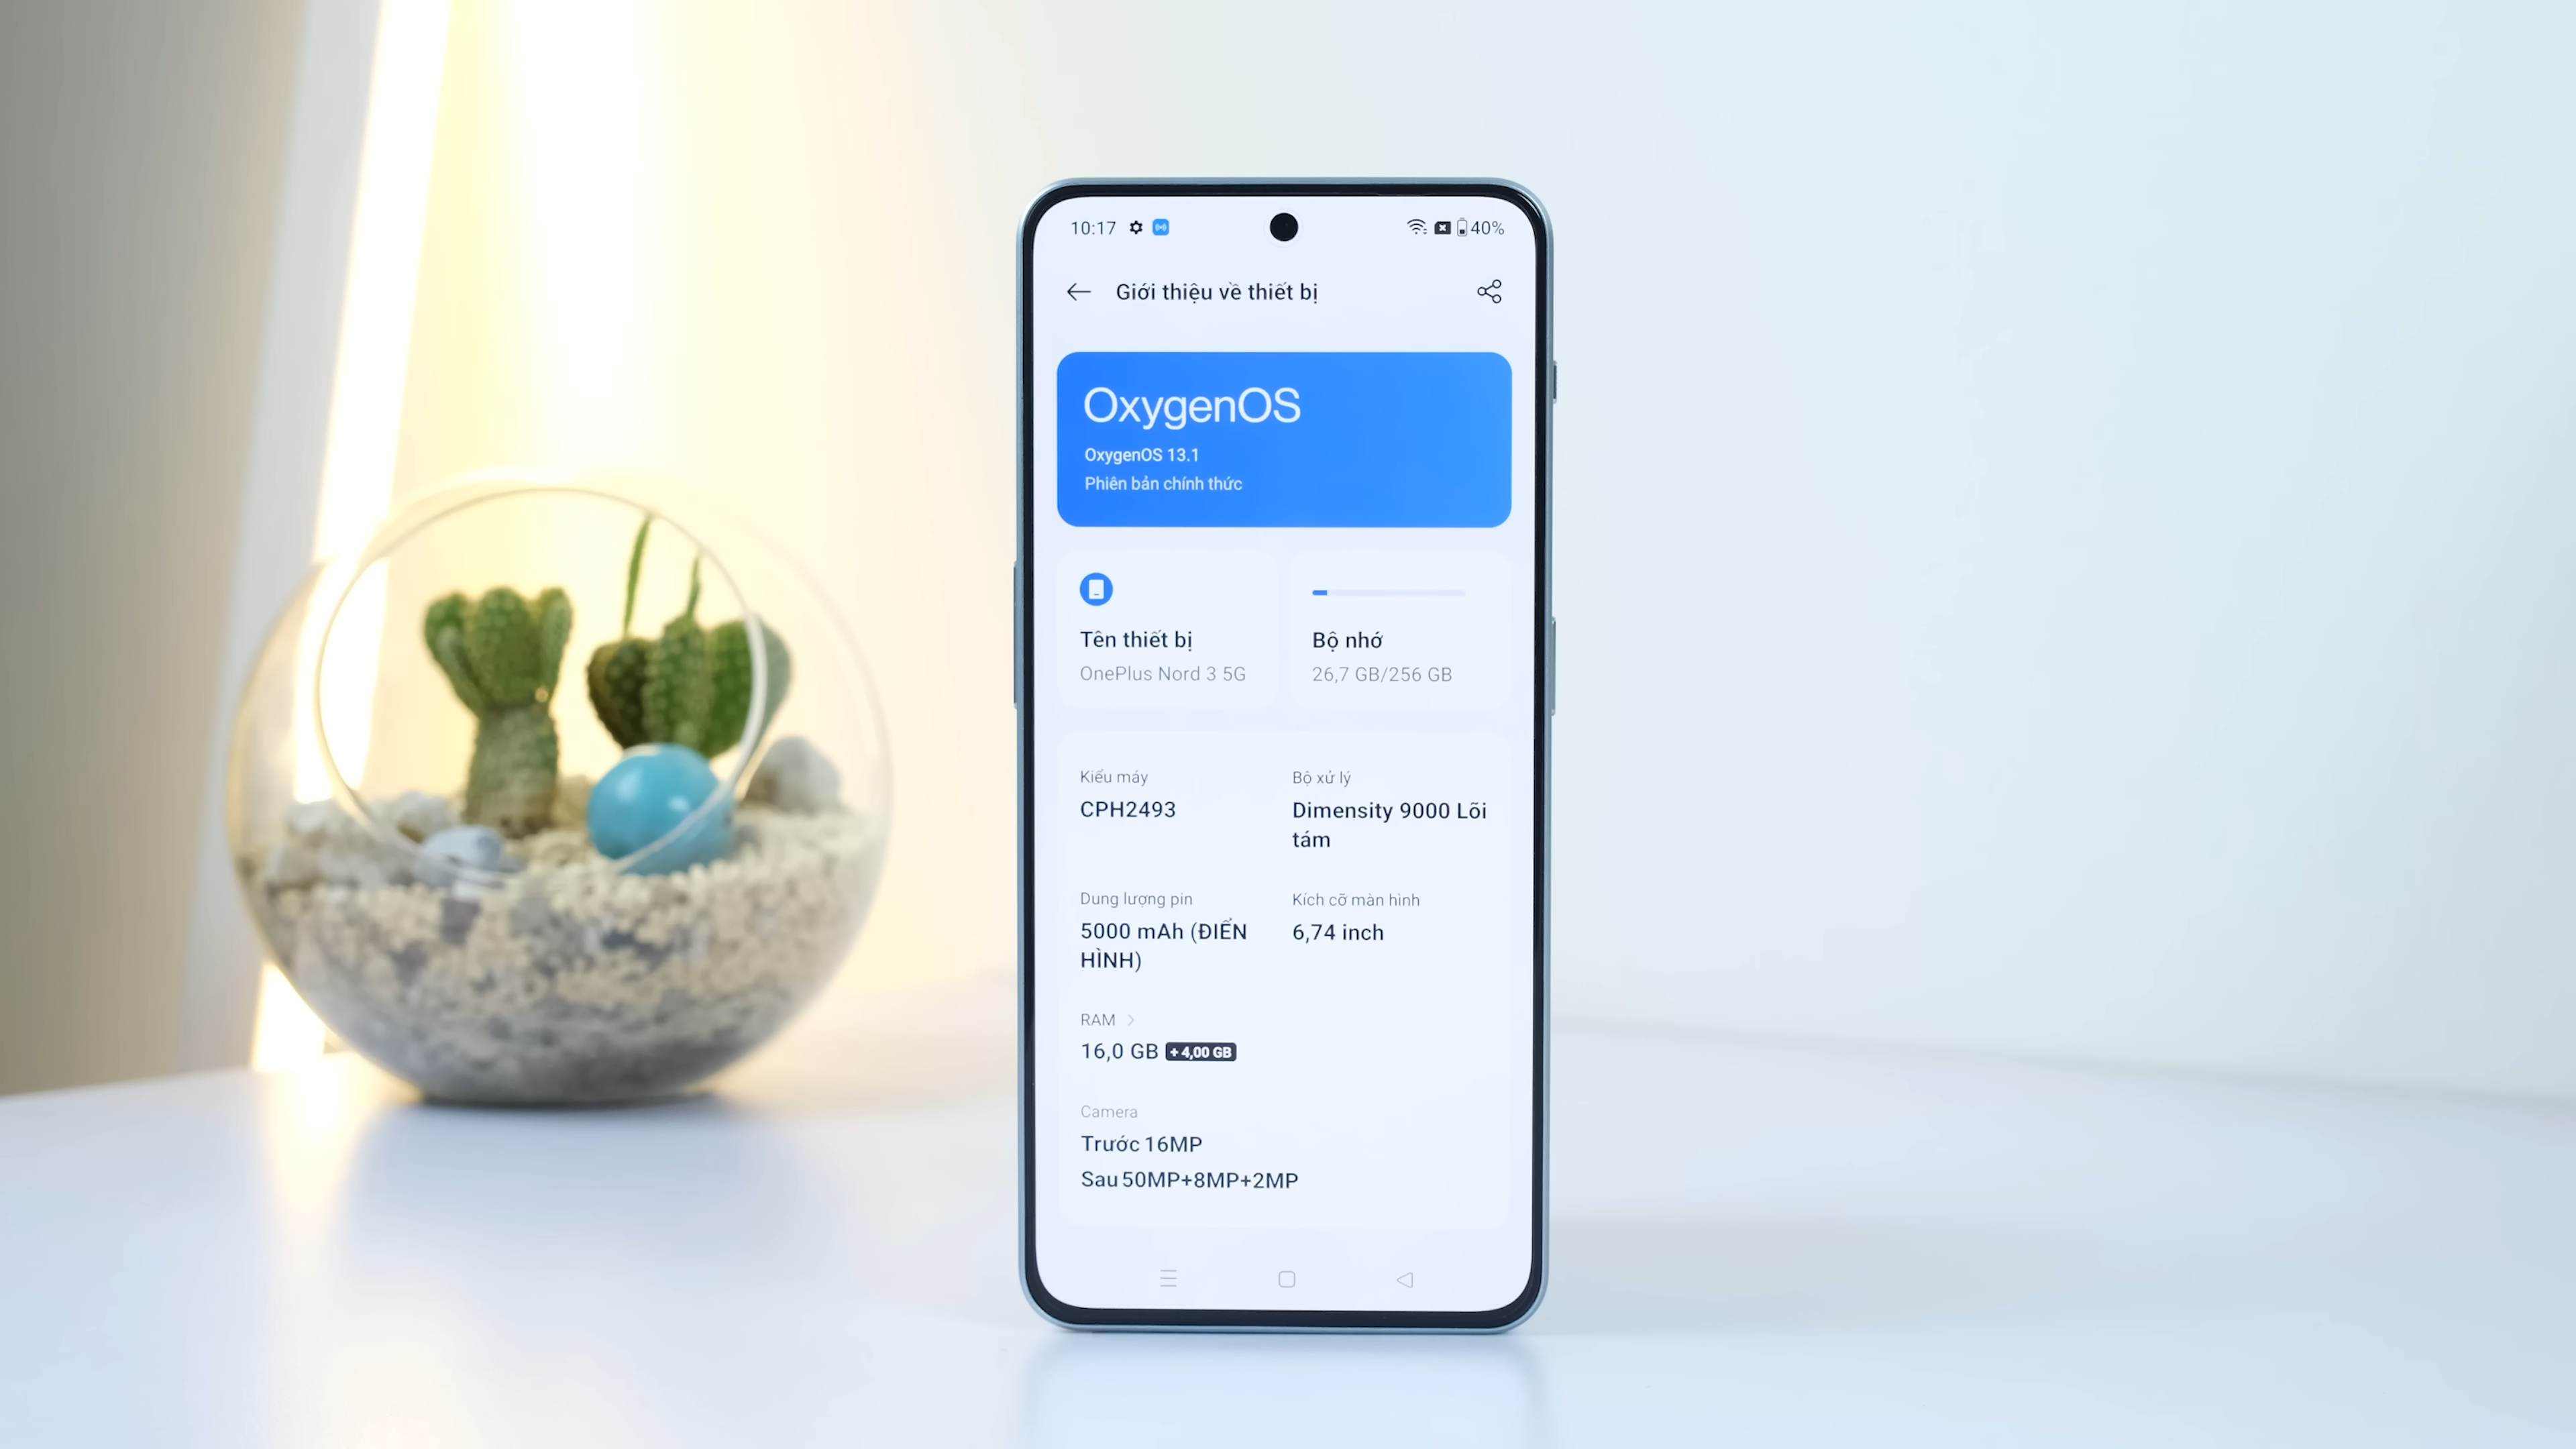 10:17 40%
Giới thiệu về thiết bị
OxygenOS
OxygenOS 13.1
Phiên bản chính thức
Tên thiết bị
OnePlus Nord 3 5G
Bộ nhớ
26,7 GB/256 GB
Kiểu máy
CPH2493
Bộ xử lý
Dimensity 9000 Lõi
tám
Dung lượng pin
5000 mAh (ĐIỂN
HÌNH)
Kích cỡ màn hình
6,74 inch
RAM
16,0 GB + 4,00 GB
Camera
Trước 16MP
Sau 50MP+8MP+2MP